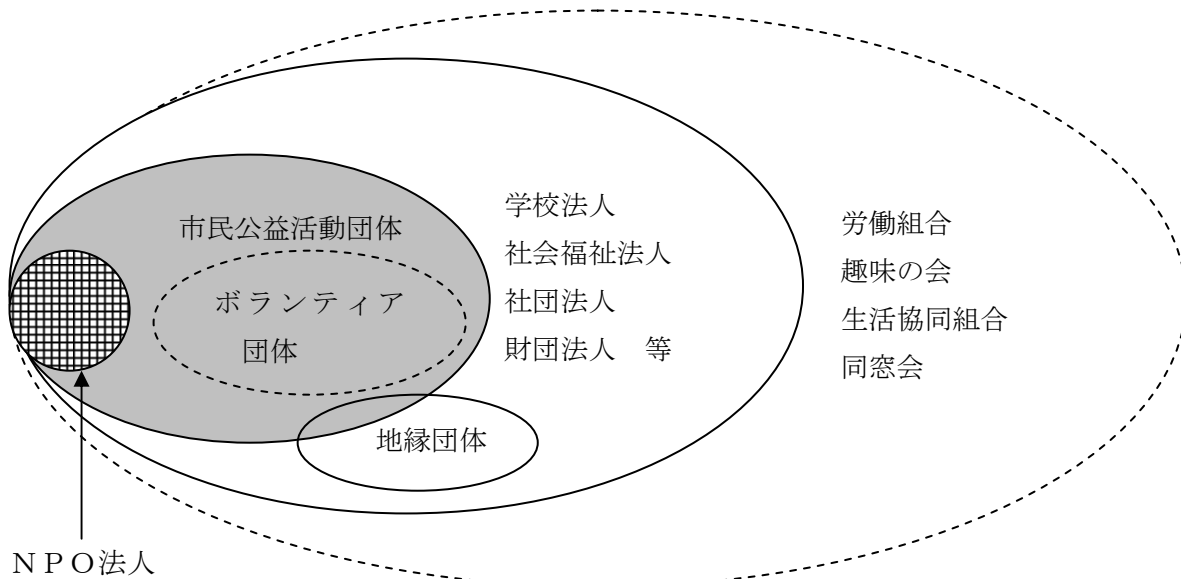 市民公益活動団体
ボランティア
団体
学校法人
社会福祉法人
社団法人
財団法人　等
労働組合
趣味の会
生活協同組合
同窓会
地縁団体
ＮＰＯ法人